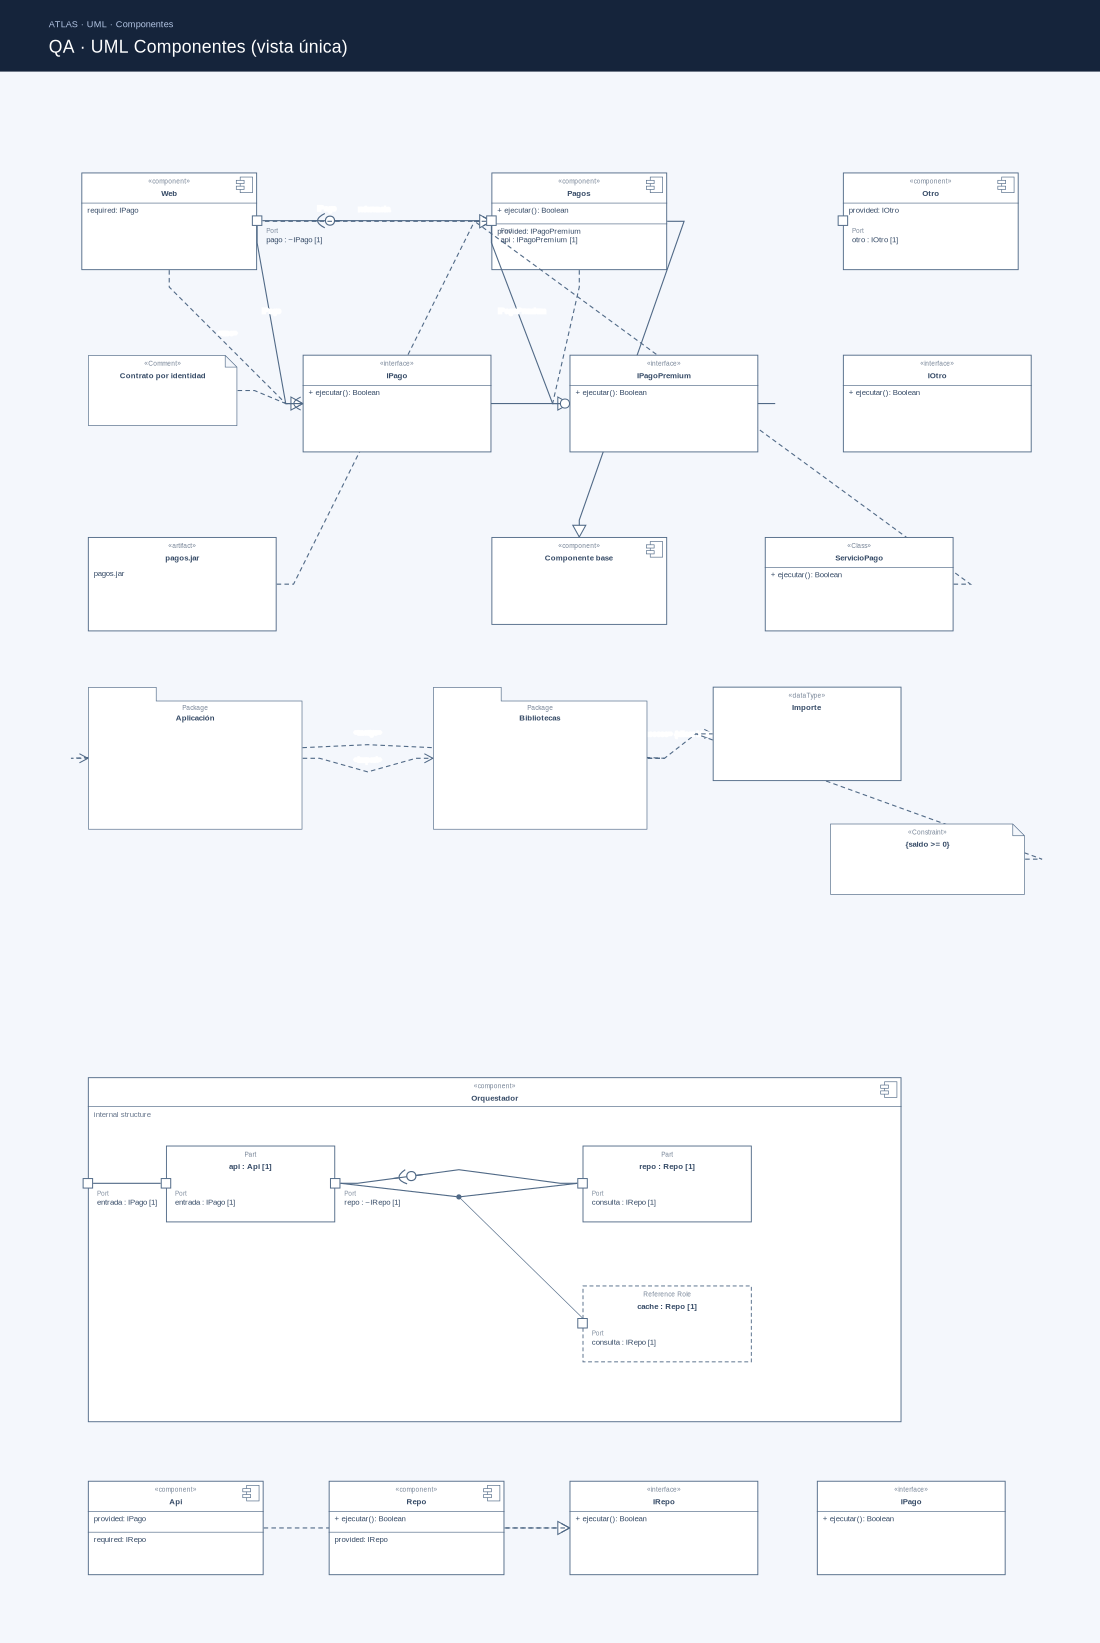 ATLAS · UML · Componentes
QA · UML Componentes (vista única)
«component»
Web
required: IPago
Port
pago : ~IPago [1]
«component»
Pagos
+ ejecutar(): Boolean
provided: IPagoPremium
api : IPagoPremium [1]
«component»
Otro
provided: IOtro
Port
otro : IOtro [1]
«Comment»
Contrato por identidad
«interface»
IPago
+ ejecutar(): Boolean
«interface»
IPagoPremium
+ ejecutar(): Boolean
«interface»
IOtro
+ ejecutar(): Boolean
«artifact»
pagos.jar
pagos.jar
«component»
Componente base
«Class»
ServicioPago
+ ejecutar(): Boolean
Package
Aplicación
Package
Bibliotecas
«dataType»
Importe
«Constraint»
{saldo >= 0}
«component»
Orquestador
internal structure
Part
api : Api [1]
Port
entrada : IPago [1]
Port
entrada : IPago [1]
Port
repo : ~IRepo [1]
Part
repo : Repo [1]
Port
consulta : IRepo [1]
Reference Role
cache : Repo [1]
Port
consulta : IRepo [1]
«component»
Api
provided: IPago
required: IRepo
«component»
Repo
+ ejecutar(): Boolean
provided: IRepo
«interface»
IRepo
+ ejecutar(): Boolean
«interface»
IPago
+ ejecutar(): Boolean